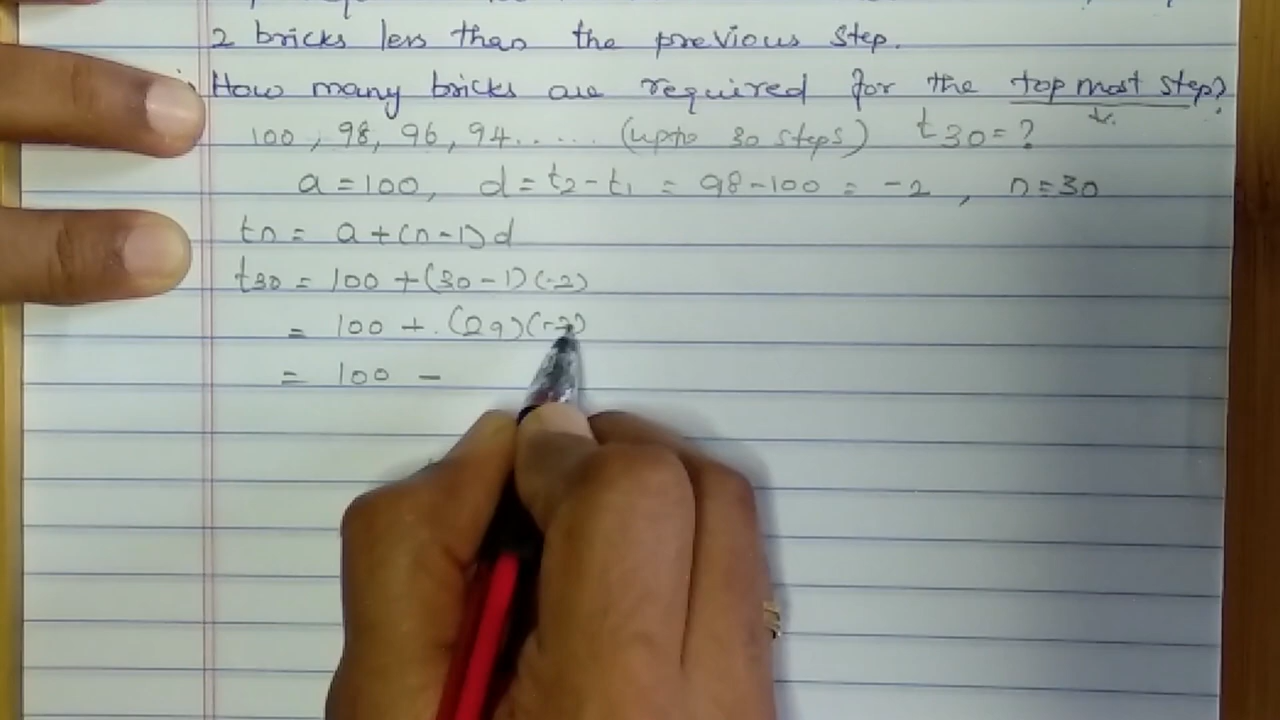 2 bricks less than the previous step.
How many bricks are required for the top most step?
100, 98, 96, 94..... (upto 30 steps) t30=?
a=100, d=t2-t1 = 98-100 = -2, n=30
tn = a+(n-1)d
t30 = 100 +(30-1)(-2)
= 100 + (29)(-2)
= 100 -